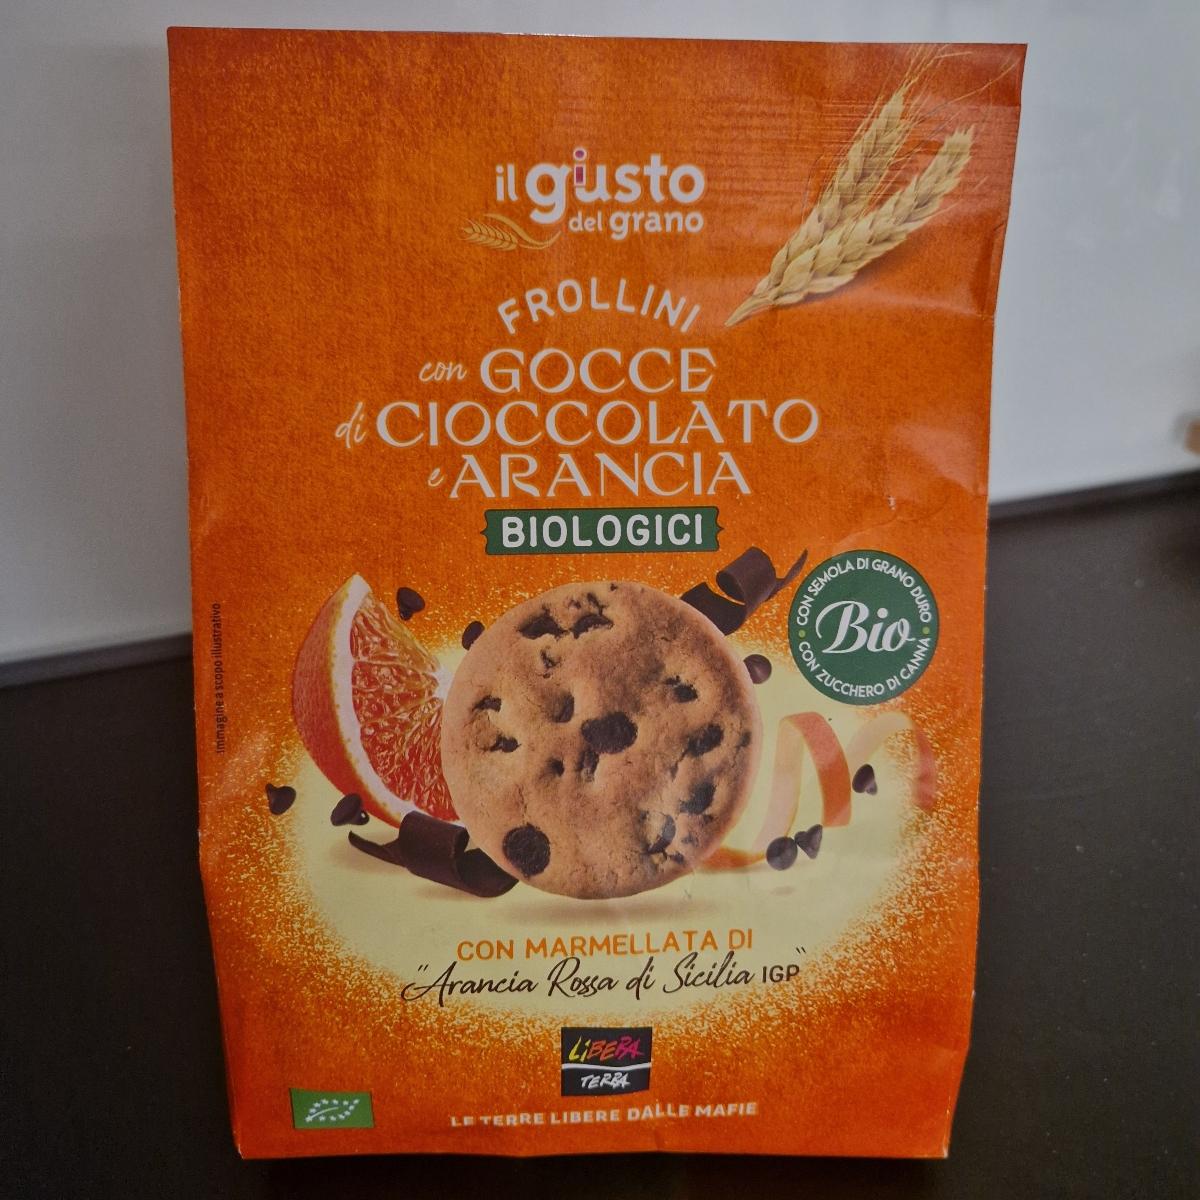 il giusto
del grano
FROLLINI
con GOCCE
di CIOCCOLATO
e ARANCIA
BIOLOGICI
CON SEMOLA DI GRANO DURO
Bio
CON ZUCCHERO DI CANNA
immagine a scopo illustrativo
CON MARMELLATA DI
"Arancia Rossa di Sicilia IGP"
LiBERA
TERRA
LE TERRE LIBERE DALLE MAFIE